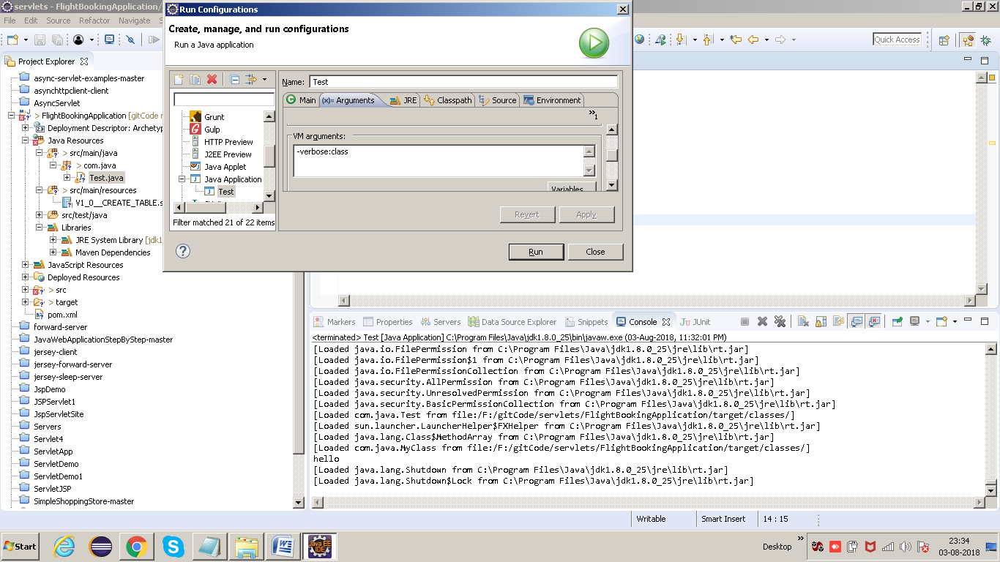 servlets - FlightBookingApplication/
File Edit Source Refactor Navigate
Quick Access
Run Configurations
Create, manage, and run configurations
Run a Java application
Name: Test
Main (x)= Arguments JRE Classpath Source Environment
»1
VM arguments:
-verbose:class
Variables...
Grunt
Gulp
HTTP Preview
J2EE Preview
Java Applet
Java Application
Test
Filter matched 21 of 22 items
Revert Apply
Run Close
Project Explorer
async-servlet-examples-master
asynchttpclient-client
AsyncServlet
> FlightBookingApplication [gitCode
Deployment Descriptor: Archetyp
Java Resources
> src/main/java
> com.java
Test.java
> src/main/resources
V1_0__CREATE_TABLE.s
src/test/java
Libraries
JRE System Library [jdk1
Maven Dependencies
JavaScript Resources
Deployed Resources
> src
> target
pom.xml
forward-server
JavaWebApplicationStepByStep-master
jersey-client
jersey-forward-server
jersey-sleep-server
JspDemo
JSPServlet1
JspServletSite
Servers
Servlet4
ServletApp
ServletDemo
ServletDemo1
ServletJSP
SimpleShoppingStore-master
Markers Properties Servers Data Source Explorer Snippets Console JUnit
<terminated> Test [Java Application] C:\Program Files\Java\jdk1.8.0_25\bin\javaw.exe (03-Aug-2018, 11:32:01 PM)
[Loaded java.io.FilePermission from C:\Program Files\Java\jdk1.8.0_25\jre\lib\rt.jar]
[Loaded java.io.FilePermission$1 from C:\Program Files\Java\jdk1.8.0_25\jre\lib\rt.jar]
[Loaded java.io.FilePermissionCollection from C:\Program Files\Java\jdk1.8.0_25\jre\lib\rt.jar]
[Loaded java.security.AllPermission from C:\Program Files\Java\jdk1.8.0_25\jre\lib\rt.jar]
[Loaded java.security.UnresolvedPermission from C:\Program Files\Java\jdk1.8.0_25\jre\lib\rt.jar]
[Loaded java.security.BasicPermissionCollection from C:\Program Files\Java\jdk1.8.0_25\jre\lib\rt.jar]
[Loaded com.java.Test from file:/F:/gitCode/servlets/FlightBookingApplication/target/classes/]
[Loaded sun.launcher.LauncherHelper$FXHelper from C:\Program Files\Java\jdk1.8.0_25\jre\lib\rt.jar]
[Loaded java.lang.Class$MethodArray from C:\Program Files\Java\jdk1.8.0_25\jre\lib\rt.jar]
[Loaded com.java.MyClass from file:/F:/gitCode/servlets/FlightBookingApplication/target/classes/]
hello
[Loaded java.lang.Shutdown from C:\Program Files\Java\jdk1.8.0_25\jre\lib\rt.jar]
[Loaded java.lang.Shutdown$Lock from C:\Program Files\Java\jdk1.8.0_25\jre\lib\rt.jar]
Writable Smart Insert 14 : 15
Start
Java EE
IDE
Desktop »
23:34
03-08-2018